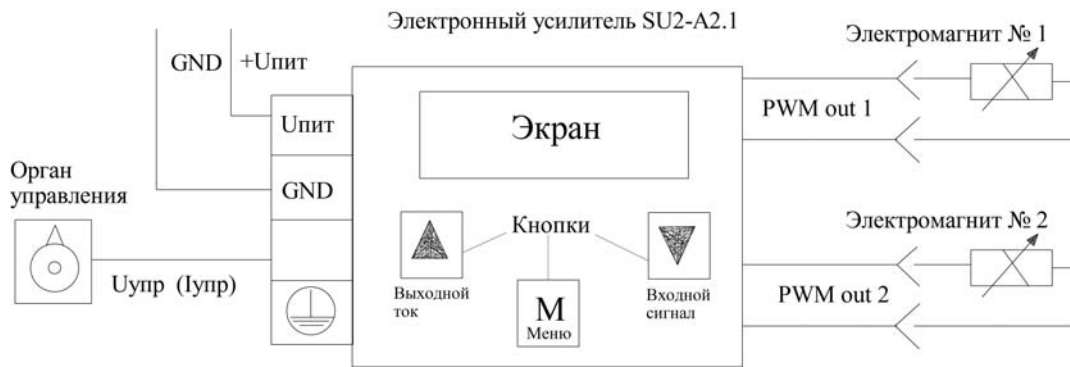 Электронный усилитель SU2-A2.1
GND +Uпит
Uпит
GND
Орган
управления
Uупр (Iупр)
Экран
Кнопки
Выходной
ток
М
Меню
Входной
сигнал
Электромагнит № 1
PWM out 1
Электромагнит № 2
PWM out 2